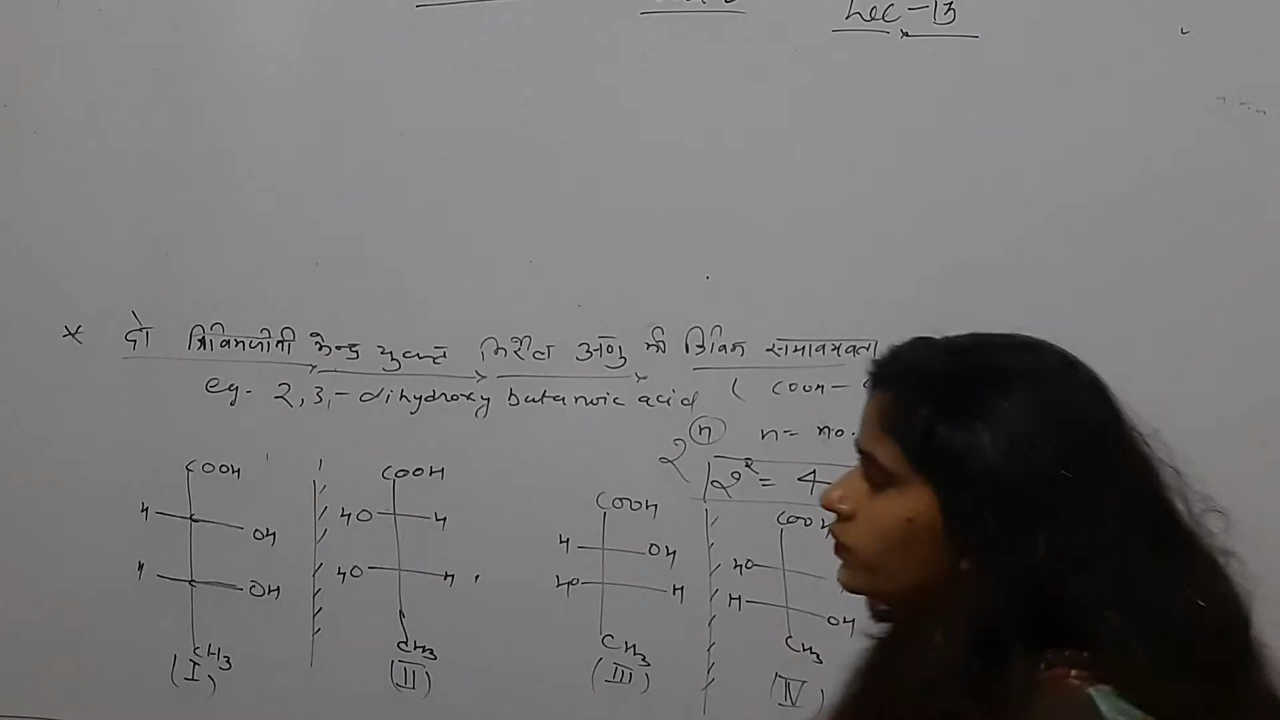 Lec-13
* दो त्रिविमजीनी केन्द्र युक्त किरैल अणु की त्रिविम समावयवता
eg. 2,3,-dihydroxy butanoic acid ( COOH-
2ⁿ n= no.
2²= 4
COOH COOH COOH COOH
H OH HO H H OH HO
H OH HO H HO H H OH
CH3 CH3 CH3 CH3
(I) (II) (III) (IV)